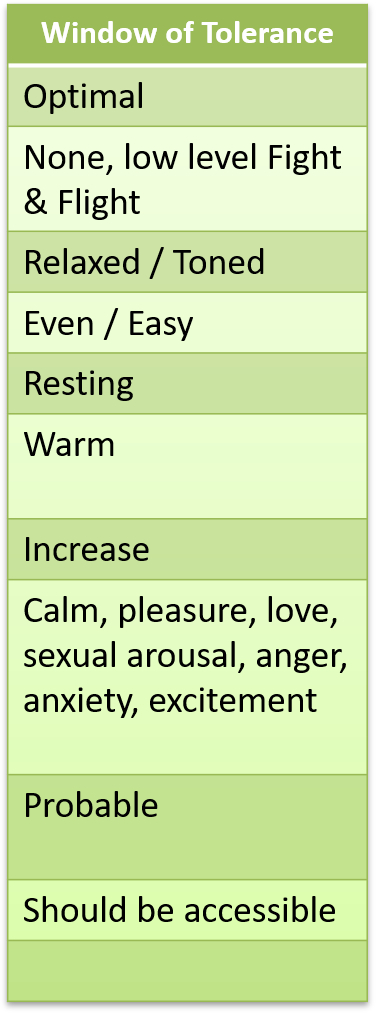 Window of Tolerance
Optimal
None, low level Fight
& Flight
Relaxed / Toned
Even / Easy
Resting
Warm
Increase
Calm, pleasure, love,
sexual arousal, anger,
anxiety, excitement
Probable
Should be accessible